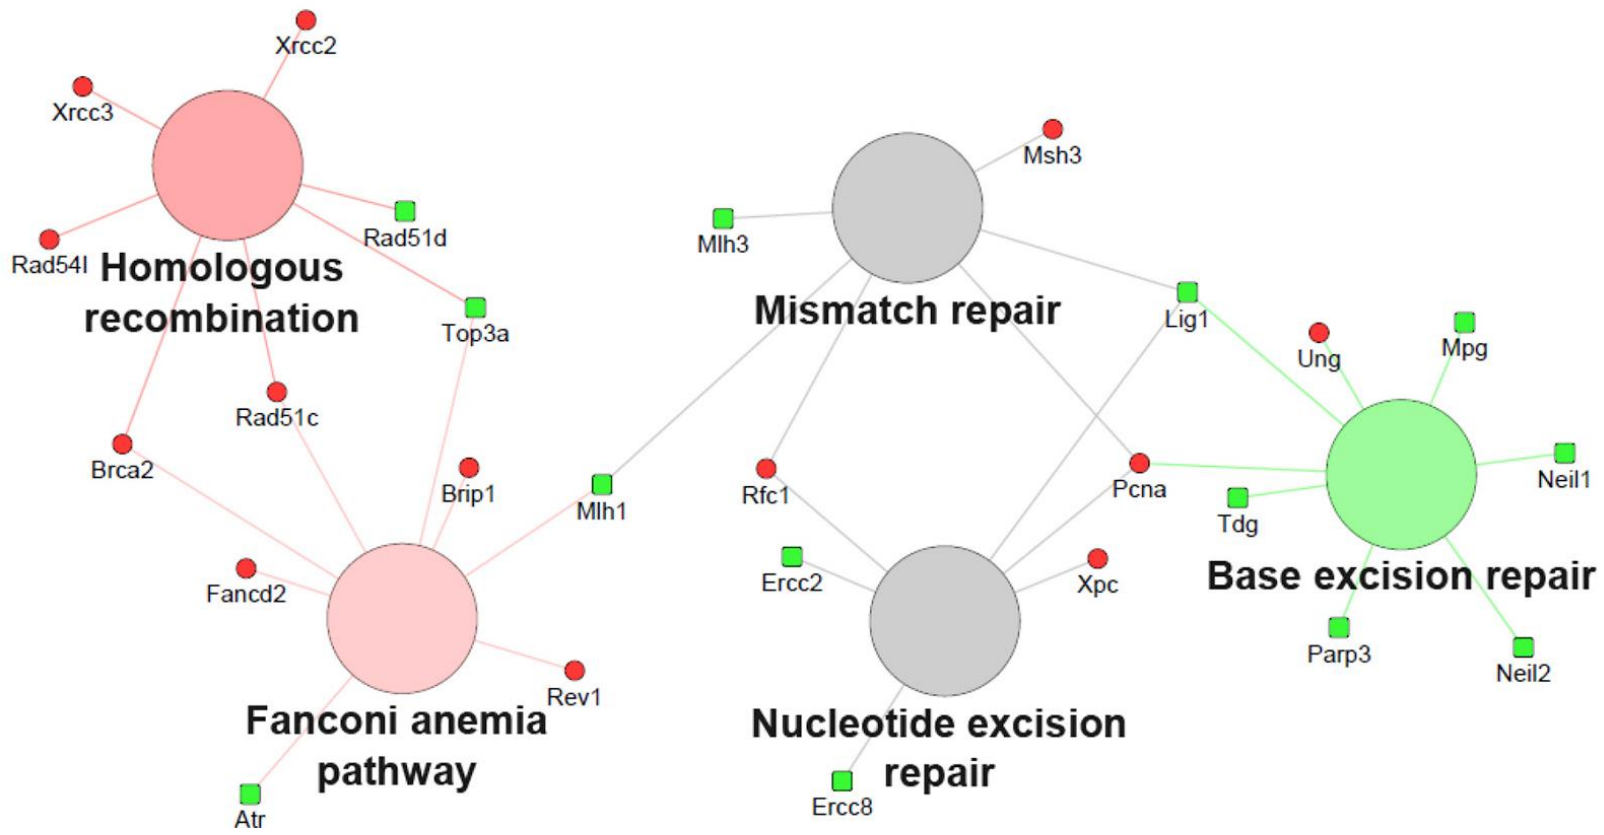 Xrcc2
Xrcc3
Msh3
Rad51d
Mlh3
Rad54l
Homologous
recombination
Mismatch repair
Lig1
Top3a
Ung
Mpg
Rad51c
Brca2
Brip1
Mlh1
Rfc1
Pcna
Neil1
Tdg
Fancd2
Ercc2
Xpc
Base excision repair
Parp3
Neil2
Rev1
Fanconi anemia
pathway
Nucleotide excision
repair
Ercc8
Atr